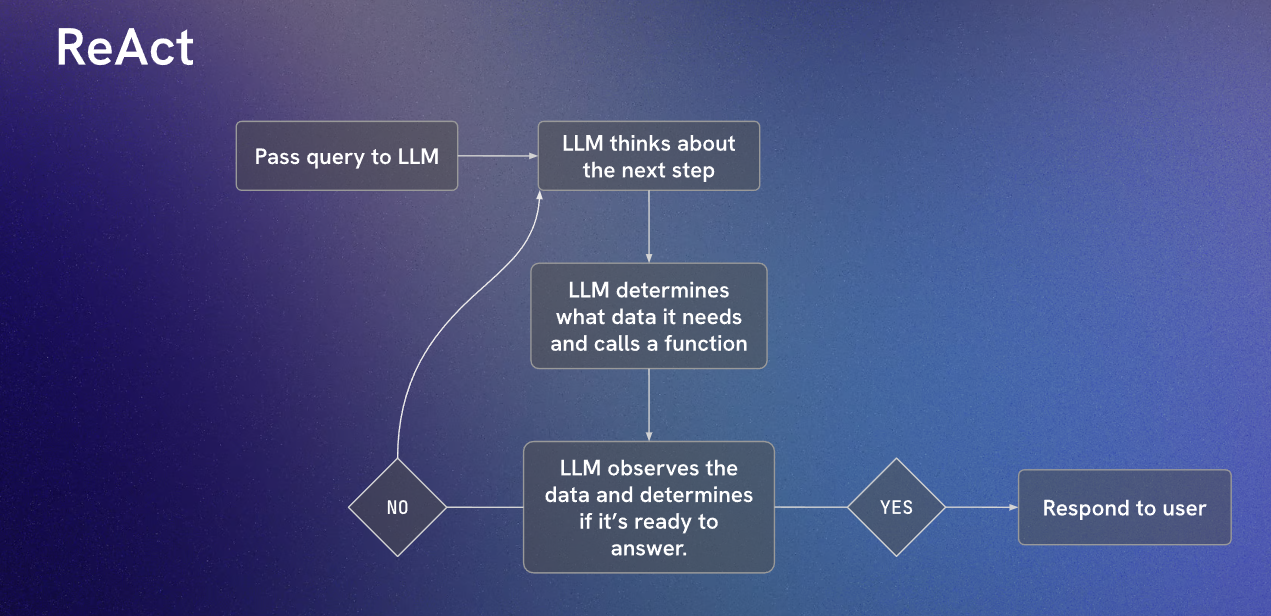 ReAct
Pass query to LLM
LLM thinks about
the next step
LLM determines
what data it needs
and calls a function
LLM observes the
data and determines
if it’s ready to
answer.
NO
YES
Respond to user